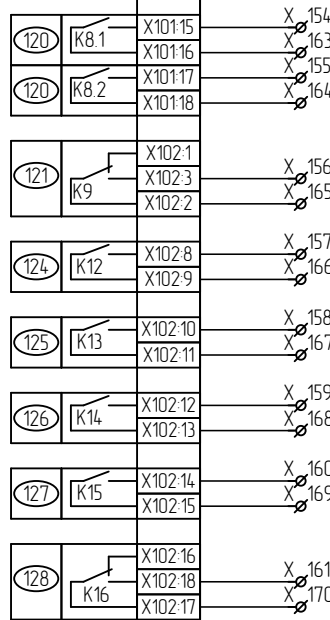 120 K8.1 X101:15 X 154
X101:16 X 163
120 K8.2 X101:17 X 155
X101:18 X 164
X102:1
121 K9 X102:3 X 156
X102:2 X 165
124 K12 X102:8 X 157
X102:9 X 166
125 K13 X102:10 X 158
X102:11 X 167
126 K14 X102:12 X 159
X102:13 X 168
127 K15 X102:14 X 160
X102:15 X 169
X102:16
128 K16 X102:18 X 161
X102:17 X 170